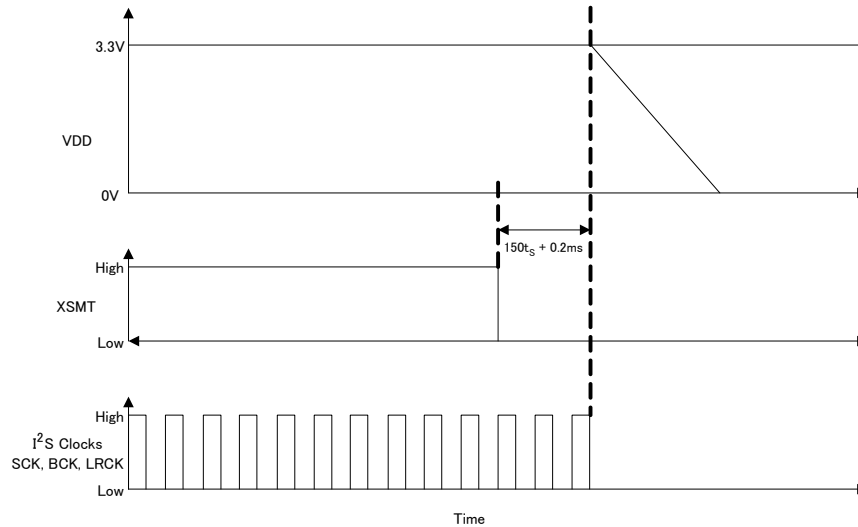 3.3V
VDD
0V
150tS + 0.2ms
High
XSMT
Low
High
I2S Clocks
SCK, BCK, LRCK
Low
Time